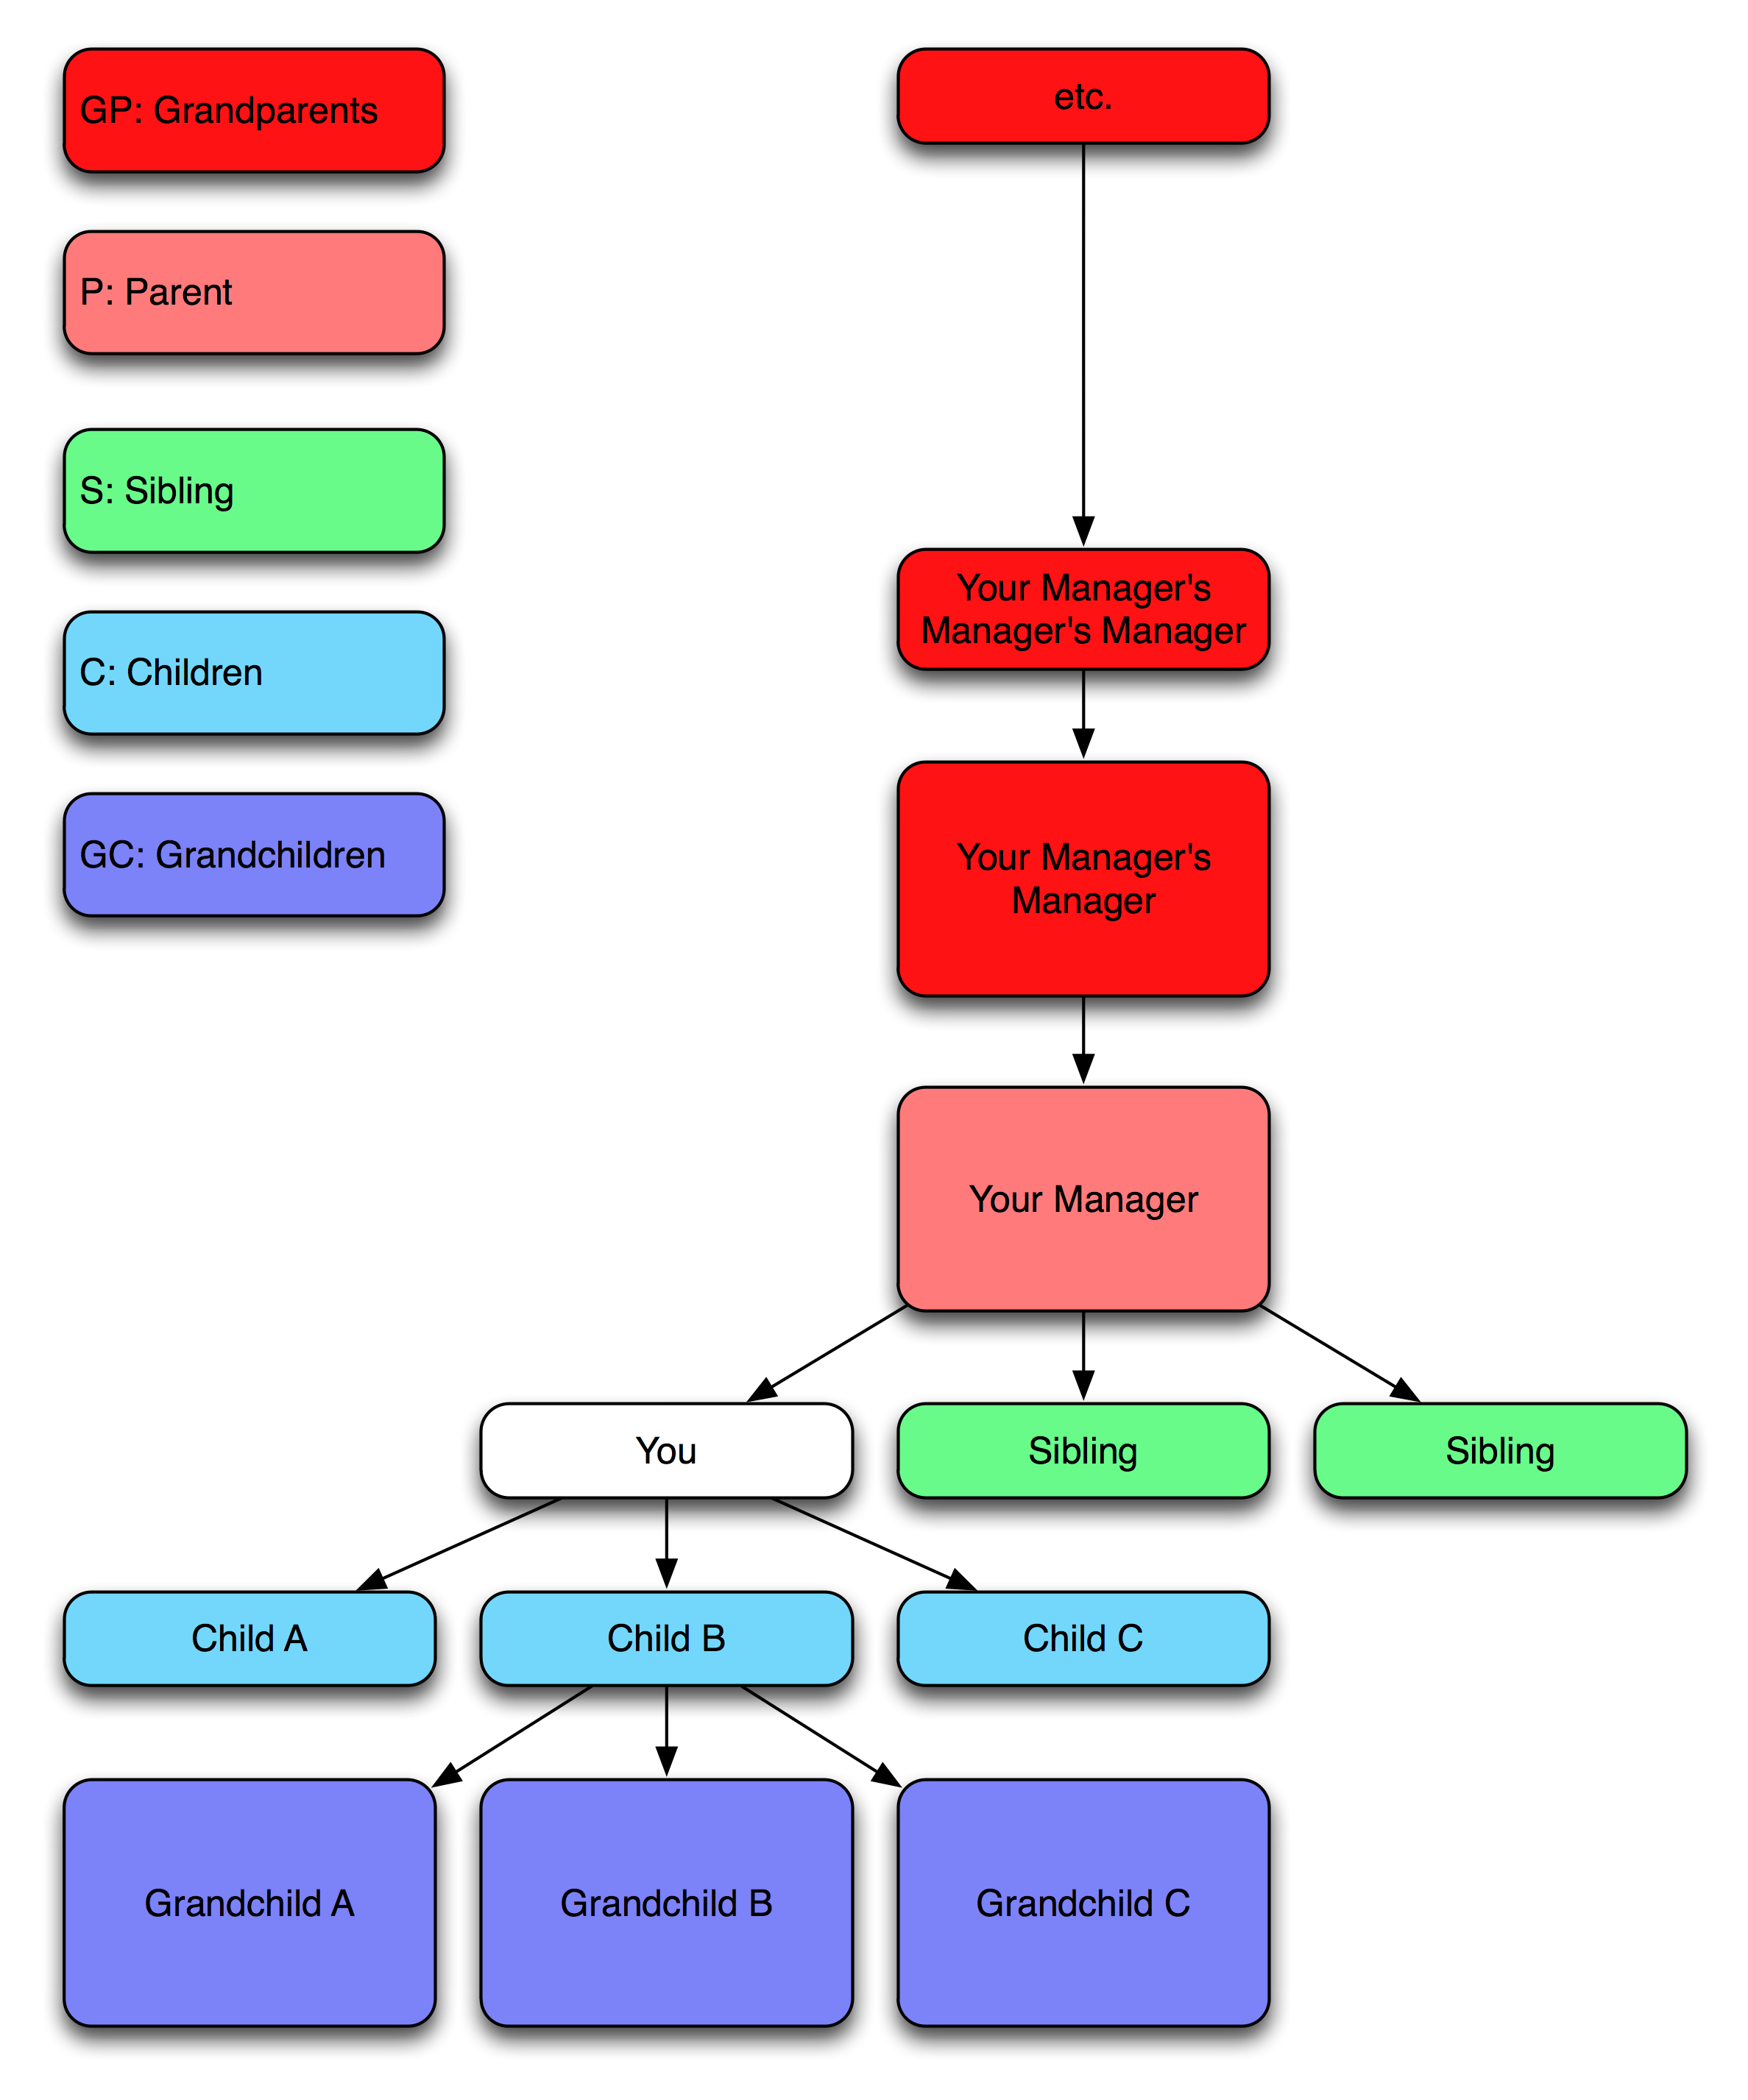 GP: Grandparents
P: Parent
S: Sibling
C: Children
GC: Grandchildren
etc.
Your Manager's
Manager's Manager
Your Manager's
Manager
Your Manager
You
Sibling
Sibling
Child A
Child B
Child C
Grandchild A
Grandchild B
Grandchild C